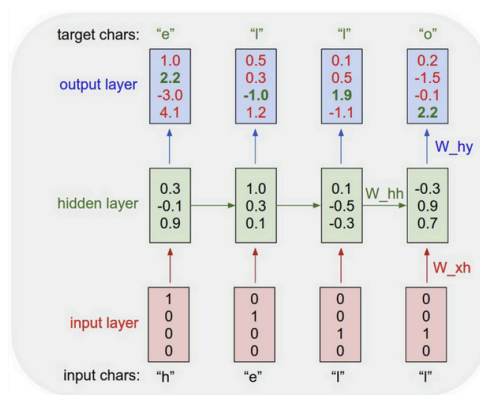 target chars: “e” “l” “l” “o”
1.0 0.5 0.1 0.2
2.2 0.3 0.5 -1.5
output layer -3.0 -1.0 1.9 -0.1
4.1 1.2 -1.1 2.2
W_hy
0.3 1.0 0.1 -0.3
hidden layer -0.1 0.3 -0.5 W_hh 0.9
0.9 0.1 -0.3 0.7
W_xh
1 0 0 0
0 1 0 0
input layer 0 0 1 1
0 0 0 0
input chars: “h” “e” “l” “l”